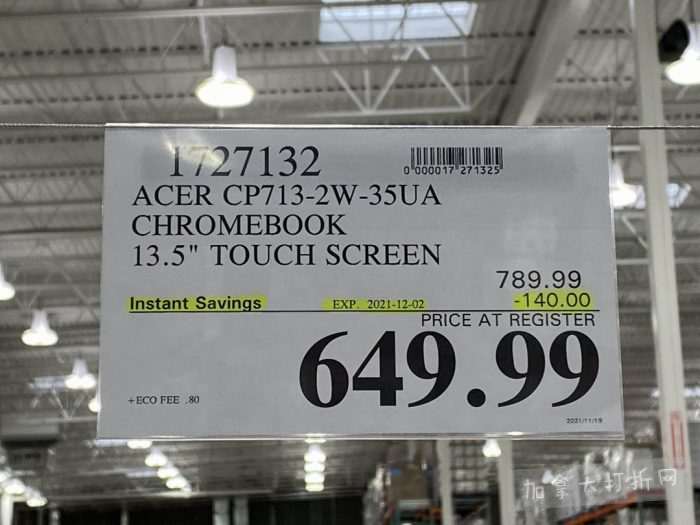 1727132
0 000017 271325
ACER CP713-2W-35UA
CHROMEBOOK
13.5" TOUCH SCREEN
789.99
Instant Savings EXP. 2021-12-02 -140.00
PRICE AT REGISTER
649.99
+ECO FEE .80
2021/11/19
加拿大打折网